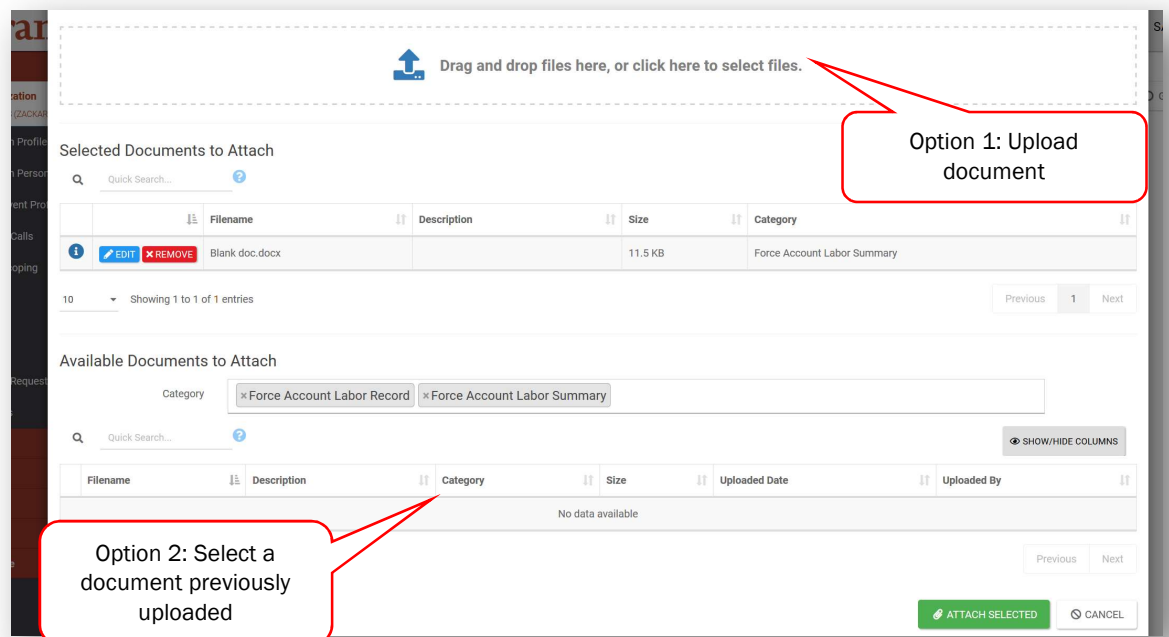 Drag and drop files here, or click here to select files.
Option 1: Upload
document
Selected Documents to Attach
Quick Search...
Filename Description Size Category
EDIT REMOVE Blank doc.docx 11.5 KB Force Account Labor Summary
10 Showing 1 to 1 of 1 entries Previous 1 Next
Available Documents to Attach
Category ×Force Account Labor Record ×Force Account Labor Summary
Quick Search...
SHOW/HIDE COLUMNS
Filename Description Category Size Uploaded Date Uploaded By
No data available
Option 2: Select a
document previously
uploaded
Previous Next
ATTACH SELECTED CANCEL
Profile
Calls
Request